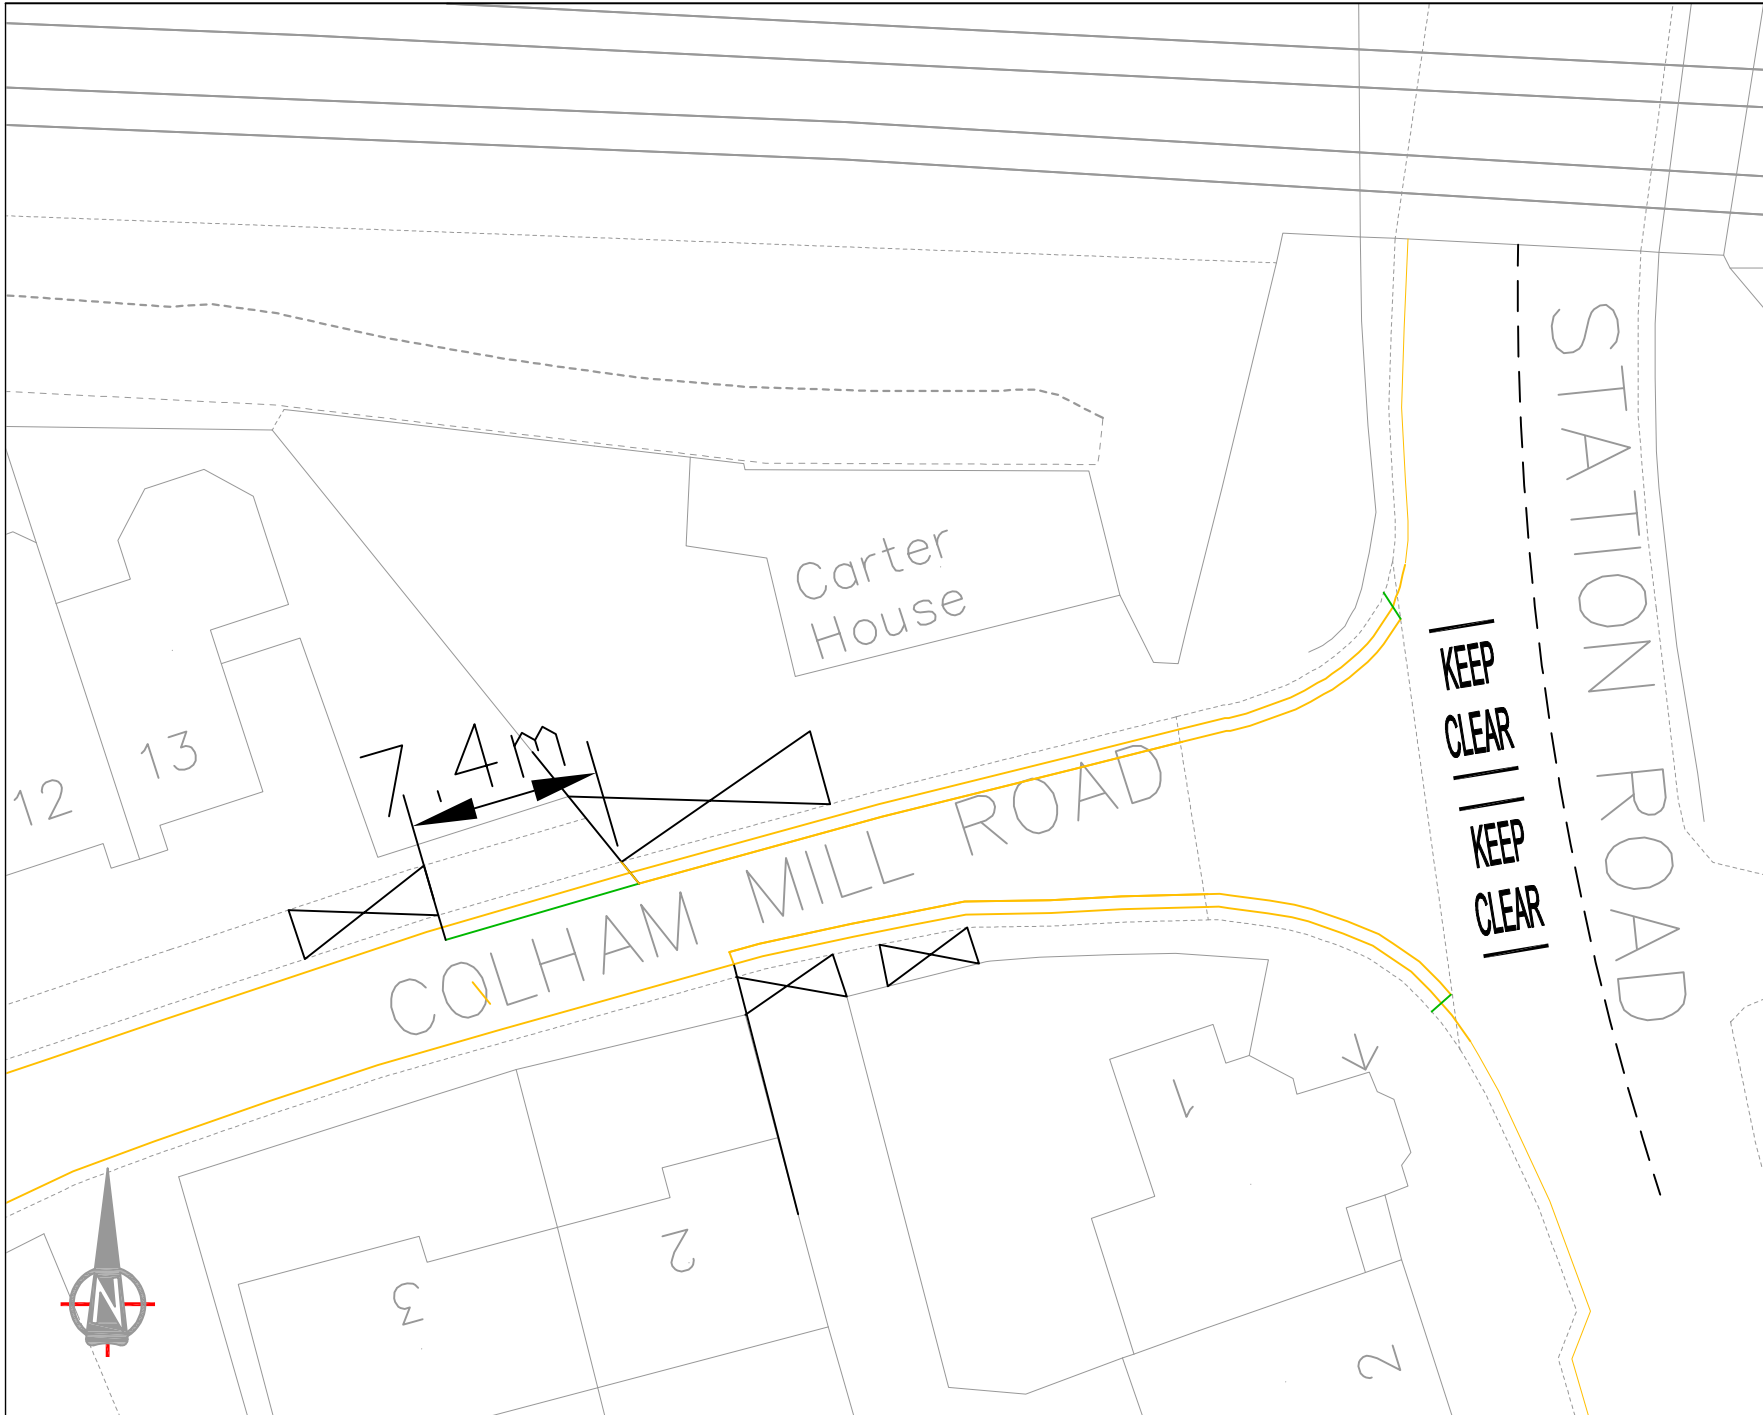 STATION ROAD
Carter
House
KEEP
CLEAR
KEEP
CLEAR
7.4m
13
12
COLHAM MILL ROAD
1
2
3
2
N